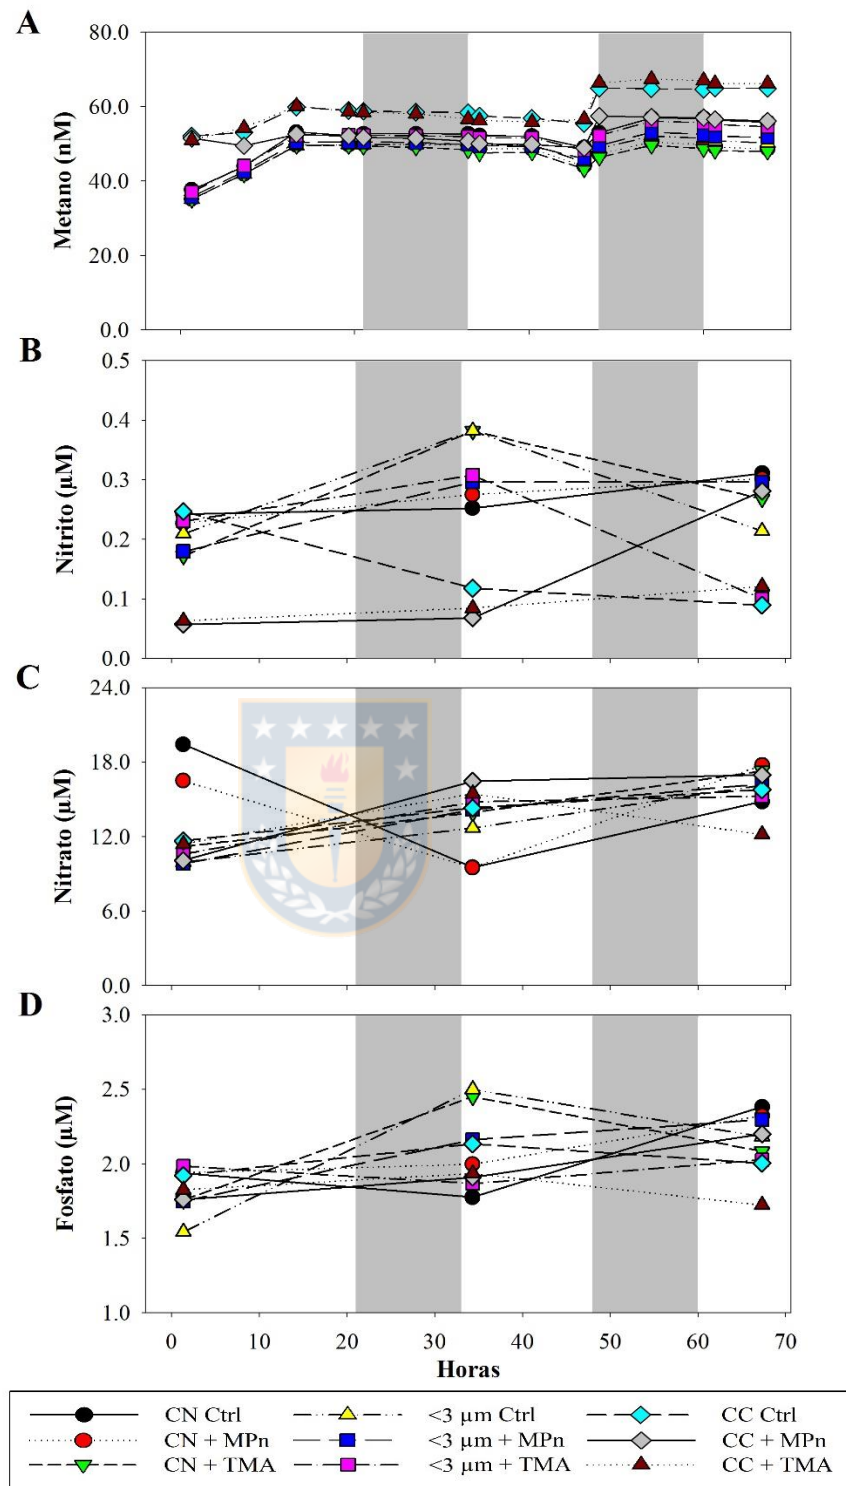 A
80.0
60.0
40.0
20.0
0.0
Metano (nM)
B
0.5
0.4
0.3
0.2
0.1
0.0
Nitrito (µM)
C
24.0
18.0
12.0
6.0
0.0
Nitrato (µM)
D
3.0
2.5
2.0
1.5
1.0
Fosfato (µM)
0 10 20 30 40 50 60 70
Horas
CN Ctrl <3 µm Ctrl CC Ctrl
CN + MPn <3 µm + MPn CC + MPn
CN + TMA <3 µm + TMA CC + TMA